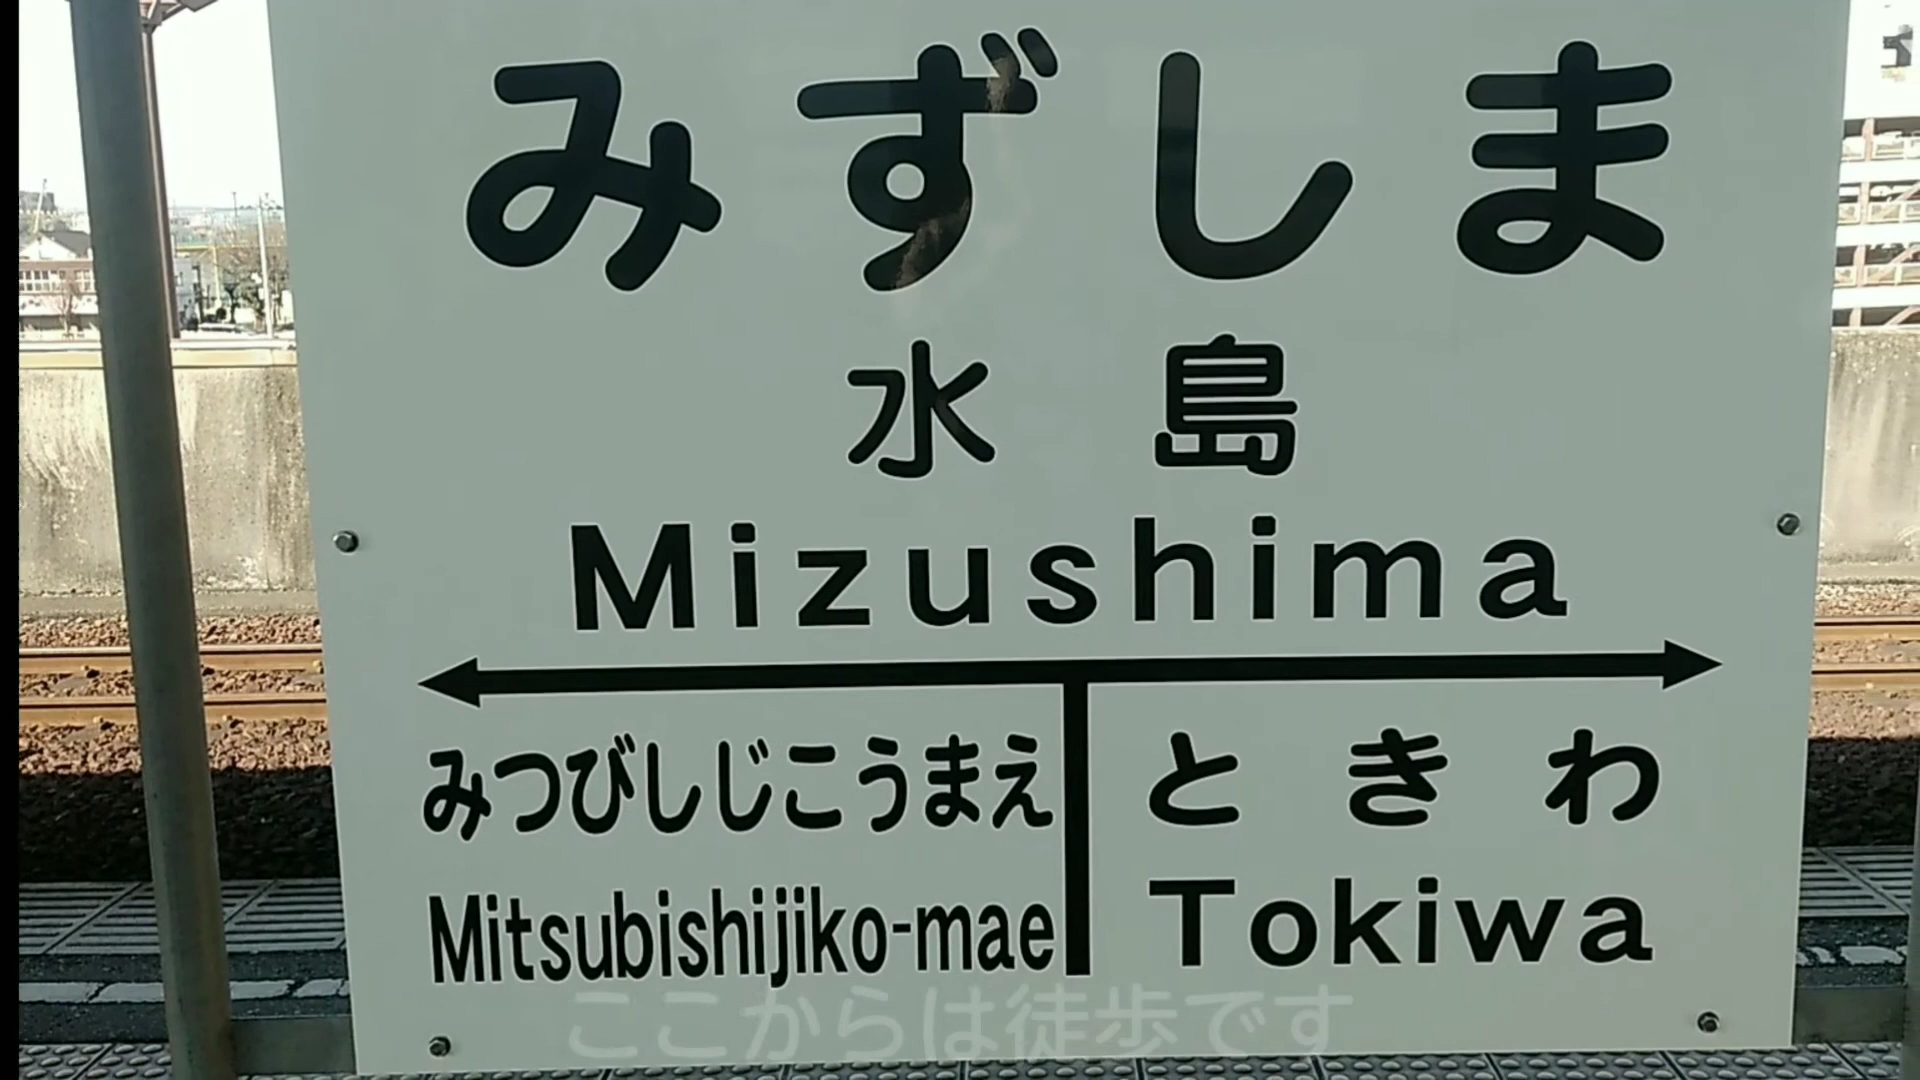 みずしま
水島
Mizushima
みつびしじこうまえ
Mitsubishijiko-mae
ときわ
Tokiwa
ここからは徒歩です